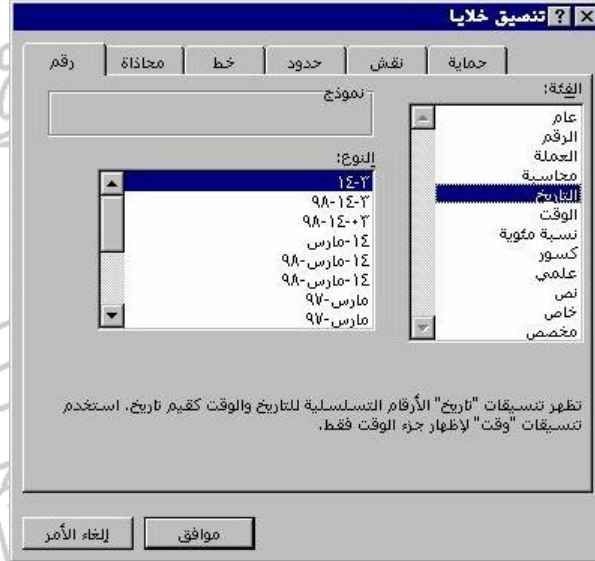 تنسيق خلايا
رقم
محاذاة
خط
حدود
نقش
حماية
الفئة:
عام
الرقم
العملة
محاسبة
التاريخ
الوقت
نسبة مئوية
كسور
علمي
نص
خاص
مخصص
نموذج
النوع:
١٤-٣
٩٨-١٤-٣
٩٨-١٤-٠٣
١٤-مارس
١٤-مارس-٩٨
١٤-مارس-٩٨
مارس-٩٧
مارس-٩٧
تظهر تنسيقات "تاريخ" الأرقام التسلسلية للتاريخ والوقت كقيم تاريخ. استخدم
تنسيقات "وقت" لإظهار جزء الوقت فقط.
موافق
إلغاء الأمر